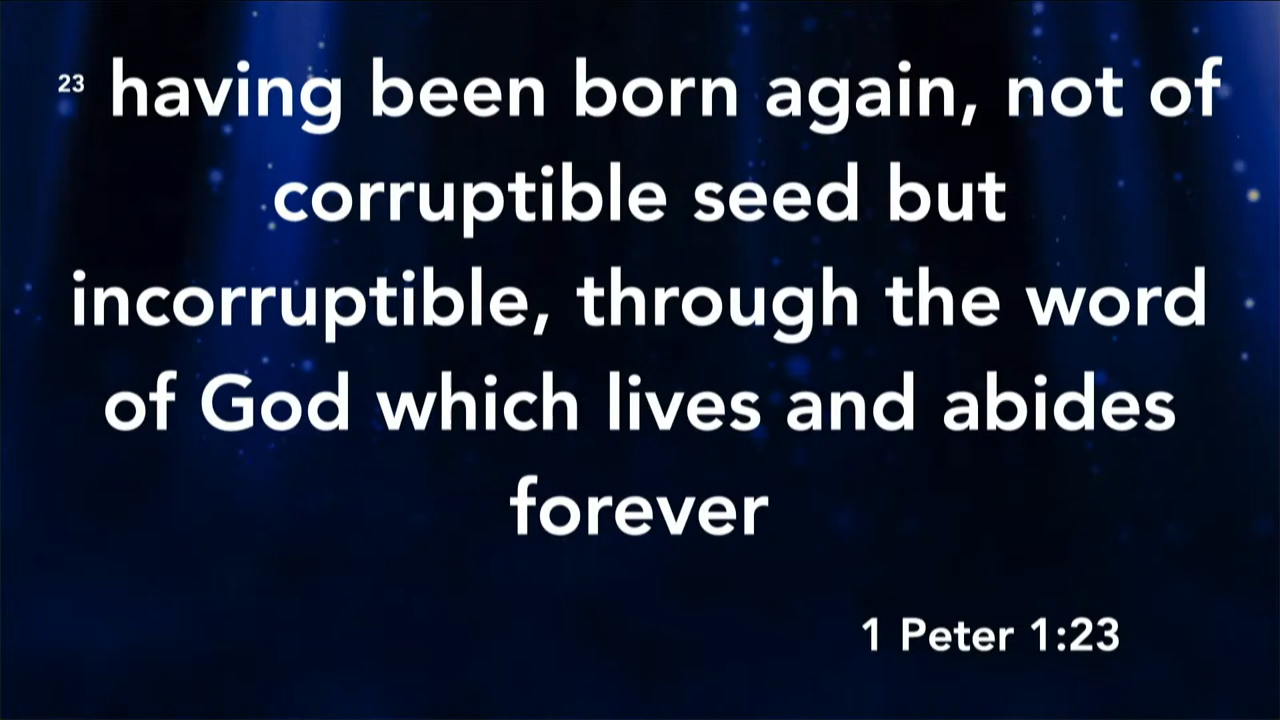 23 having been born again, not of
corruptible seed but
incorruptible, through the word
of God which lives and abides
forever
1 Peter 1:23